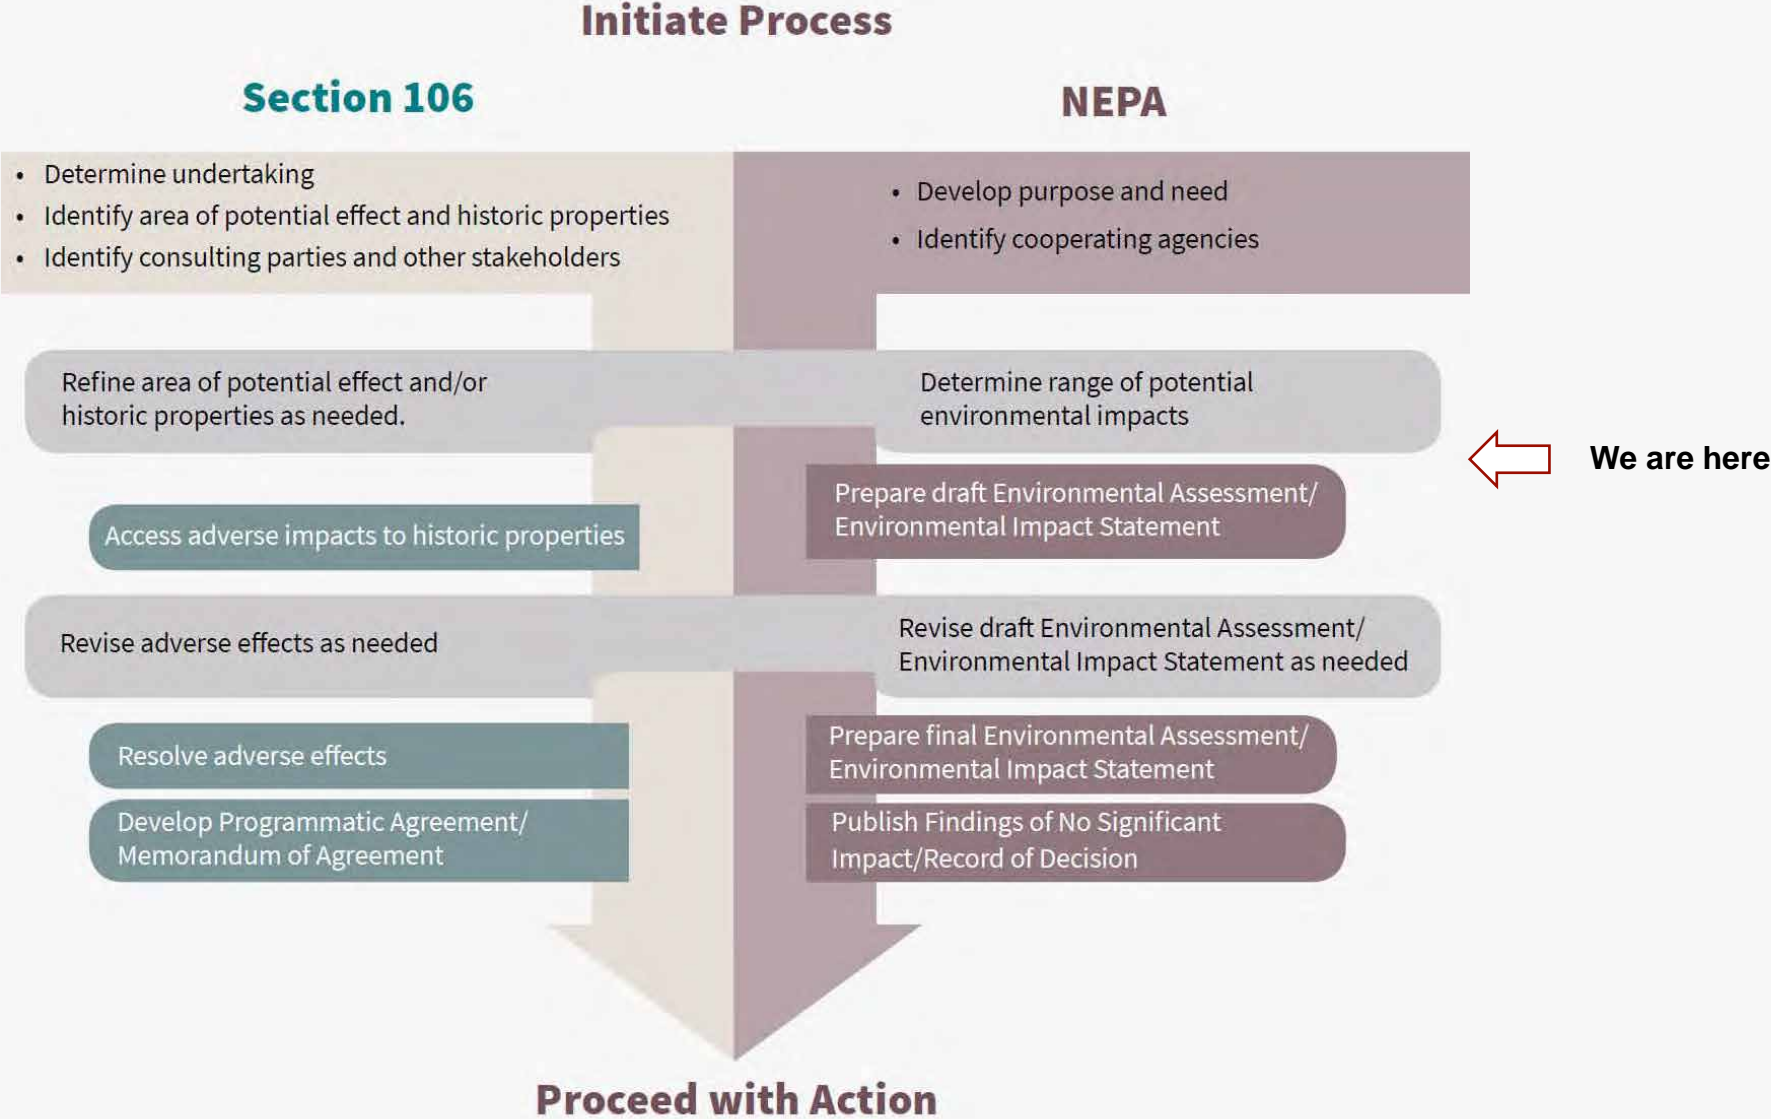 Initiate Process
Section 106
NEPA
• Determine undertaking
• Identify area of potential effect and historic properties
• Identify consulting parties and other stakeholders
• Develop purpose and need
• Identify cooperating agencies
Refine area of potential effect and/or
historic properties as needed.
Determine range of potential
environmental impacts
We are here
Access adverse impacts to historic properties
Prepare draft Environmental Assessment/
Environmental Impact Statement
Revise adverse effects as needed
Revise draft Environmental Assessment/
Environmental Impact Statement as needed
Resolve adverse effects
Prepare final Environmental Assessment/
Environmental Impact Statement
Develop Programmatic Agreement/
Memorandum of Agreement
Publish Findings of No Significant
Impact/Record of Decision
Proceed with Action